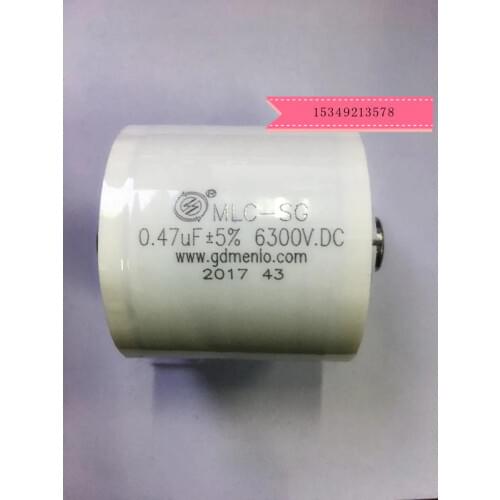 15349213578
® MLC-SG
0.47uF±5% 6300V.DC
www.gdmenlo.com
2017 43